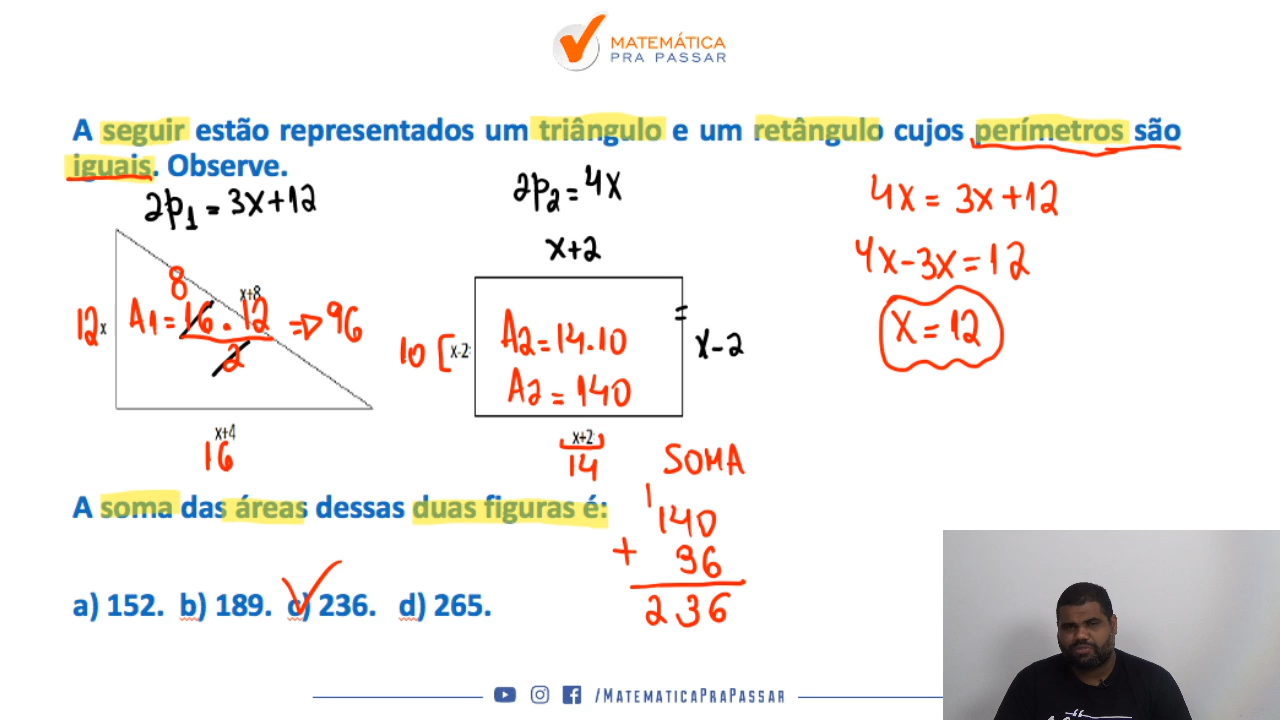 MATEMÁTICA
PRA PASSAR
A seguir estão representados um triângulo e um retângulo cujos perímetros são
iguais. Observe.
2p₁ = 3x+12
2p₂ = 4x
4x = 3x+12
4x-3x = 12
x = 12
x+2
8
x+8
12 x
A₁ = 16 . 12 => 96
2
x+4
16
10 [ x-2
A₂ = 14.10
A₂ = 140
=
x-2
x+2
14
A soma das áreas dessas duas figuras é:
SOMA
1
140
+ 96
236
a) 152. b) 189. c) 236. d) 265.
/MatematicaPraPassar